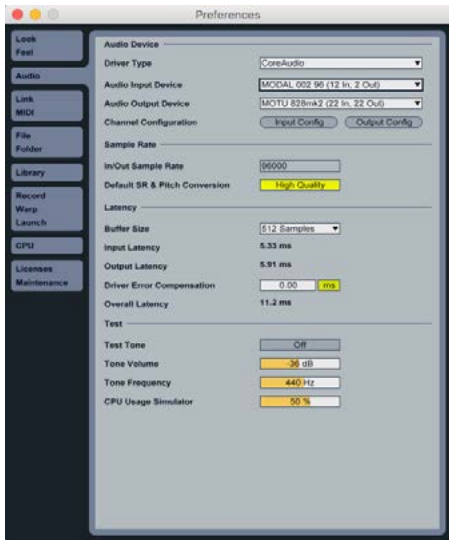 Preferences
Look
Feel
Audio
Link
MIDI
File
Folder
Library
Record
Warp
Launch
CPU
Licenses
Maintenance
Audio Device
Driver Type CoreAudio
Audio Input Device MODAL 002 96 (12 In, 2 Out)
Audio Output Device MOTU 828mk2 (22 In, 22 Out)
Channel Configuration Input Config Output Config
Sample Rate
In/Out Sample Rate 96000
Default SR & Pitch Conversion High Quality
Latency
Buffer Size 512 Samples
Input Latency 5.33 ms
Output Latency 5.91 ms
Driver Error Compensation 0.00 ms
Overall Latency 11.2 ms
Test
Test Tone Off
Tone Volume -36 dB
Tone Frequency 440 Hz
CPU Usage Simulator 50 %